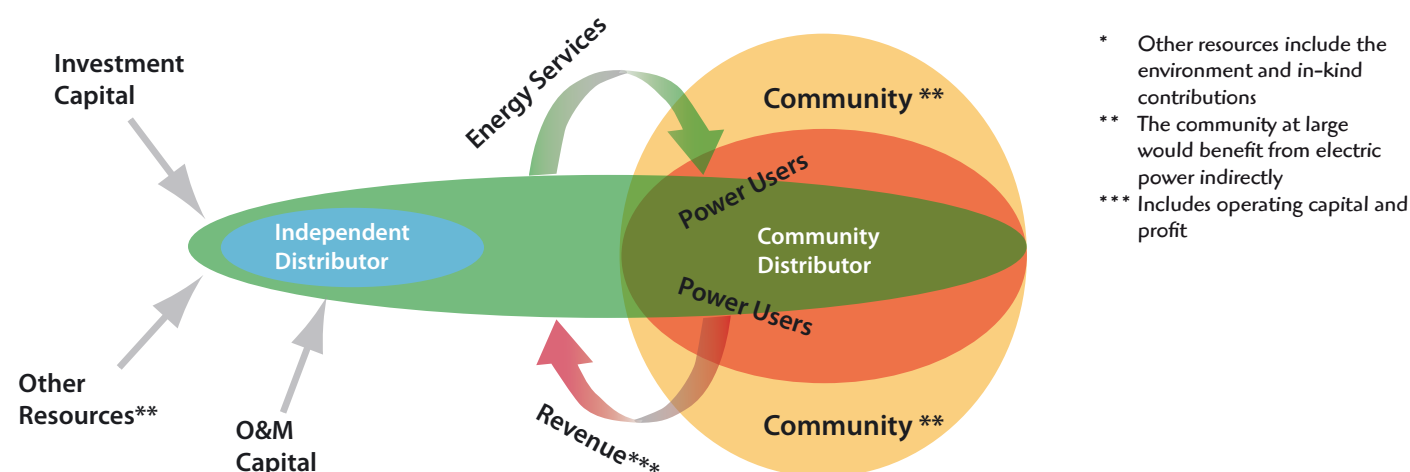 Investment
Capital
Energy Services
Community **
Power Users
Independent
Distributor
Community
Distributor
Power Users
Other
Resources**
O&M
Capital
Revenue***
Community **
* Other resources include the
environment and in-kind
contributions
** The community at large
would benefit from electric
power indirectly
*** Includes operating capital and
profit